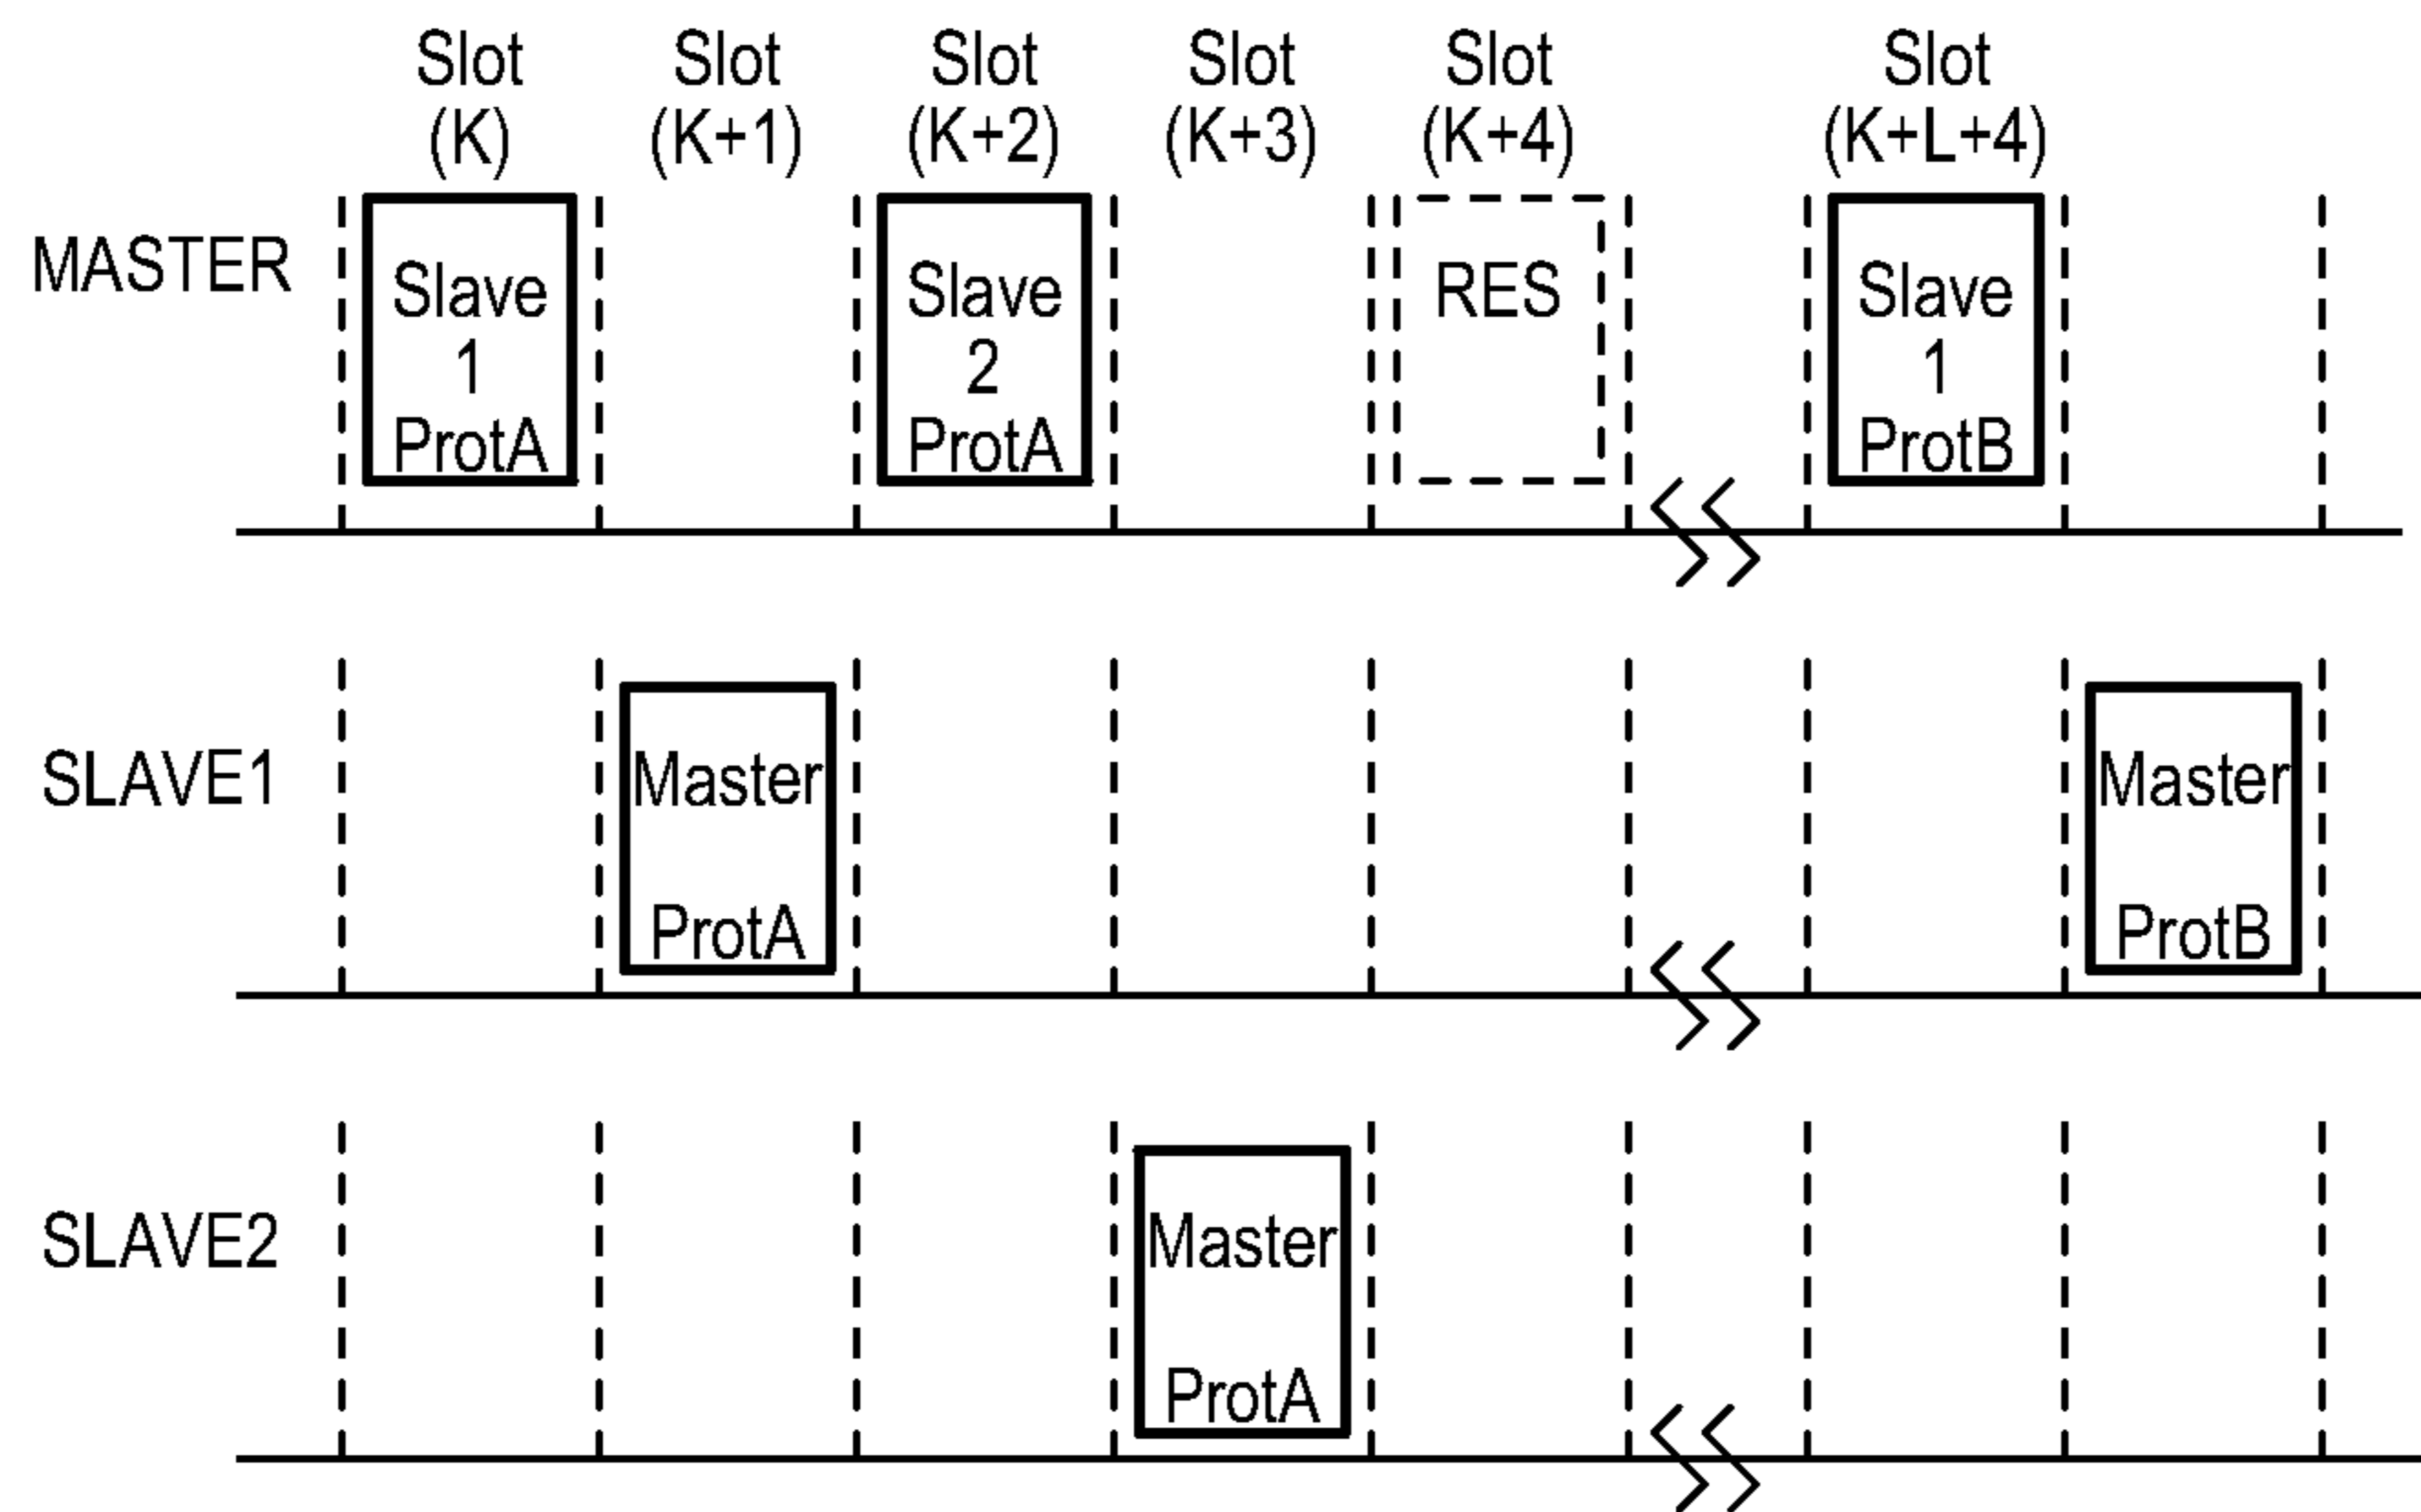 Slot Slot Slot Slot Slot Slot
(K) (K+1) (K+2) (K+3) (K+4) (K+L+4)
MASTER
Slave
1
ProtA
Slave
2
ProtA
RES
Slave
1
ProtB
SLAVE1
Master
ProtA
Master
ProtB
SLAVE2
Master
ProtA